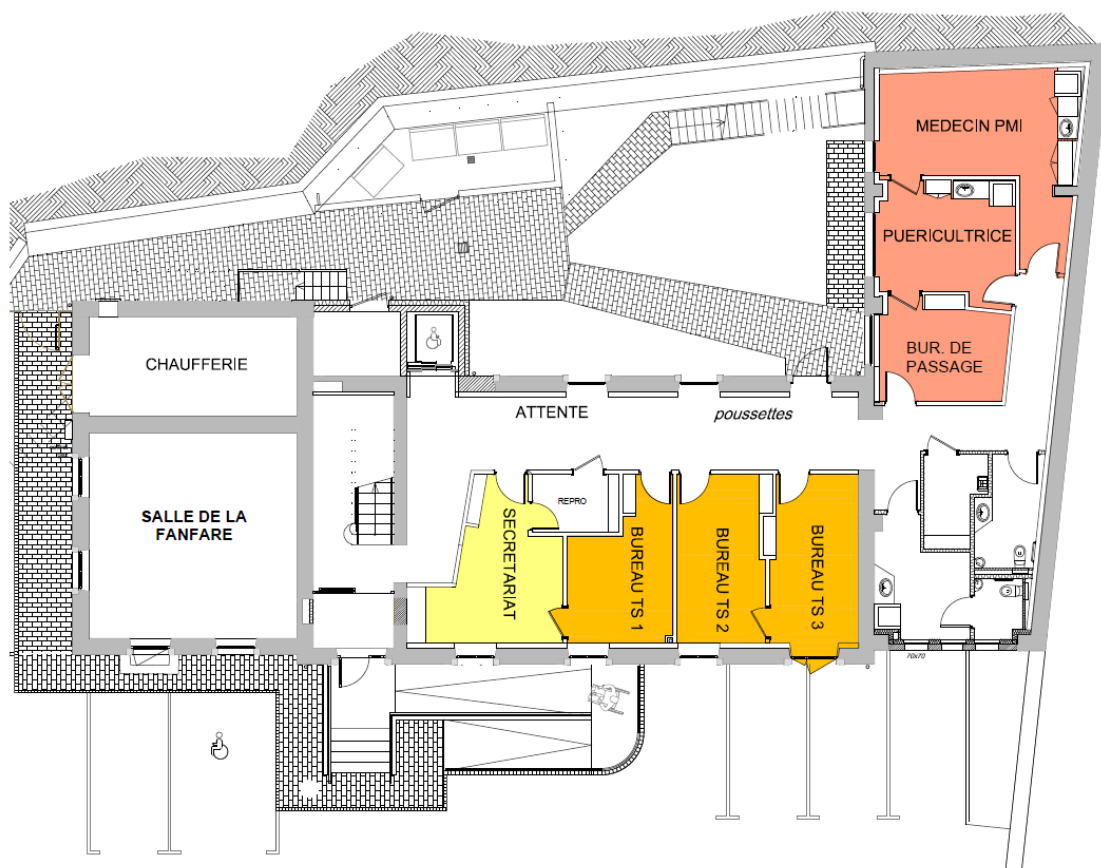 MEDECIN PMI
PUERICULTRICE
BUR. DE
PASSAGE
CHAUFFERIE
ATTENTE
poussettes
SALLE DE LA
FANFARE
REPRO
SECRETARIAT
BUREAU TS 1
BUREAU TS 2
BUREAU TS 3
70x70